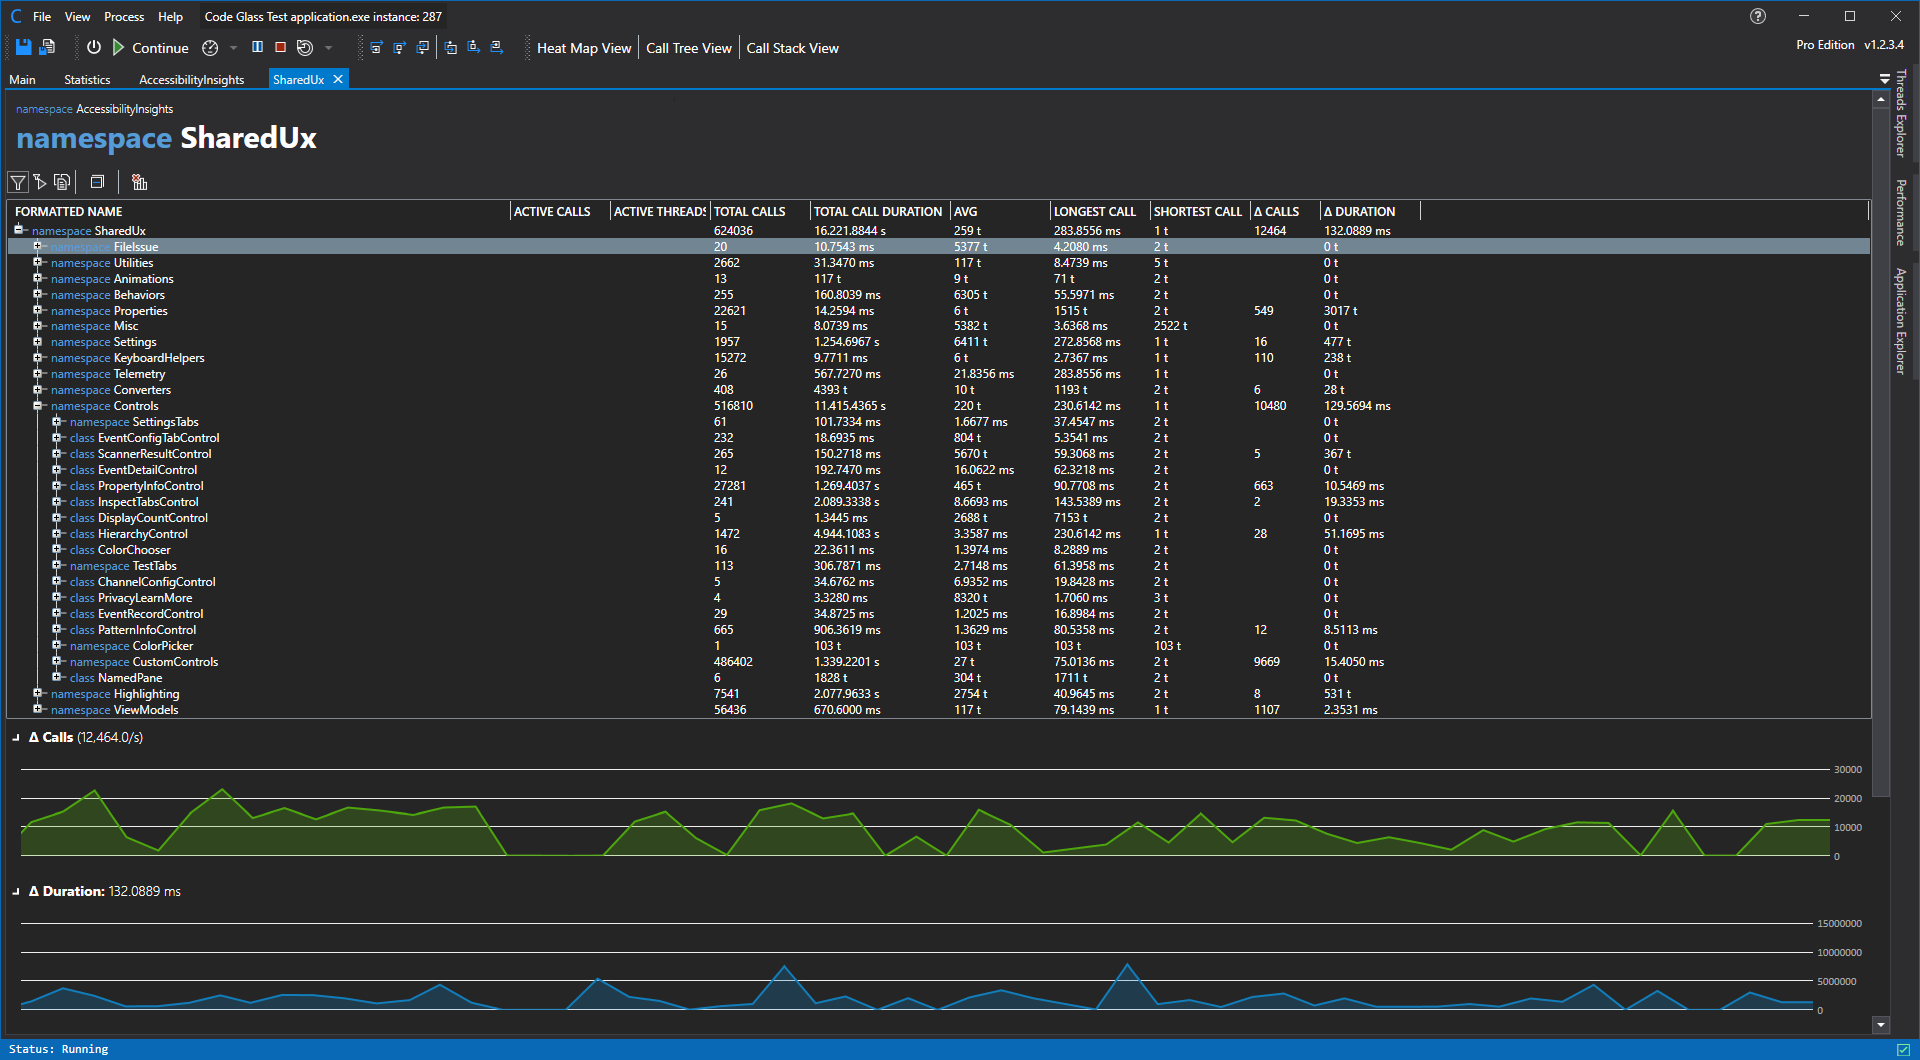 C File View Process Help Code Glass Test application.exe instance: 287
Continue Heat Map View Call Tree View Call Stack View Pro Edition v1.2.3.4
Main Statistics AccessibilityInsights SharedUx
namespace AccessibilityInsights
namespace SharedUx
FORMATTED NAME ACTIVE CALLS ACTIVE THREADS TOTAL CALLS TOTAL CALL DURATION AVG LONGEST CALL SHORTEST CALL Δ CALLS Δ DURATION
namespace SharedUx 624036 16.221.8844 s 259 t 283.8556 ms 1 t 12464 132.0889 ms
namespace FileIssue 20 10.7543 ms 5377 t 4.2080 ms 2 t 0 t
namespace Utilities 2662 31.3470 ms 117 t 8.4739 ms 5 t 0 t
namespace Animations 13 117 t 9 t 71 t 2 t 0 t
namespace Behaviors 255 160.8039 ms 6305 t 55.5971 ms 2 t 0 t
namespace Properties 22621 14.2594 ms 6 t 1515 t 2 t 549 3017 t
namespace Misc 15 8.0739 ms 5382 t 3.6368 ms 2522 t 0 t
namespace Settings 1957 1.254.6967 s 6411 t 272.8568 ms 1 t 16 477 t
namespace KeyboardHelpers 15272 9.7711 ms 6 t 2.7367 ms 1 t 110 238 t
namespace Telemetry 26 567.7270 ms 21.8356 ms 283.8556 ms 1 t 0 t
namespace Converters 408 4393 t 10 t 1193 t 2 t 6 28 t
namespace Controls 516810 11.415.4365 s 220 t 230.6142 ms 1 t 10480 129.5694 ms
namespace SettingsTabs 61 101.7334 ms 1.6677 ms 37.4547 ms 2 t 0 t
class EventConfigTabControl 232 18.6935 ms 804 t 5.3541 ms 2 t 0 t
class ScannerResultControl 265 150.2718 ms 5670 t 59.3068 ms 2 t 5 367 t
class EventDetailControl 12 192.7470 ms 16.0622 ms 62.3218 ms 2 t 0 t
class PropertyInfoControl 27281 1.269.4037 s 465 t 90.7708 ms 2 t 663 10.5469 ms
class InspectTabsControl 241 2.089.3338 s 8.6693 ms 143.5389 ms 2 t 2 19.3353 ms
class DisplayCountControl 5 1.3445 ms 2688 t 7153 t 2 t 0 t
class HierarchyControl 1472 4.944.1083 s 3.3587 ms 230.6142 ms 1 t 28 51.1695 ms
class ColorChooser 16 22.3611 ms 1.3974 ms 8.2889 ms 2 t 0 t
namespace TestTabs 113 306.7871 ms 2.7148 ms 61.3958 ms 2 t 0 t
class ChannelConfigControl 5 34.6762 ms 6.9352 ms 19.8428 ms 2 t 0 t
class PrivacyLearnMore 4 3.3280 ms 8320 t 1.7060 ms 3 t 0 t
class EventRecordControl 29 34.8725 ms 1.2025 ms 16.8984 ms 2 t 0 t
class PatternInfoControl 665 906.3619 ms 1.3629 ms 80.5358 ms 2 t 12 8.5113 ms
namespace ColorPicker 1 103 t 103 t 103 t 103 t 0 t
namespace CustomControls 486402 1.339.2201 s 27 t 75.0136 ms 2 t 9669 15.4050 ms
class NamedPane 6 1828 t 304 t 1711 t 2 t 0 t
namespace Highlighting 7541 2.077.9633 s 2754 t 40.9645 ms 2 t 8 531 t
namespace ViewModels 56436 670.6000 ms 117 t 79.1439 ms 1 t 1107 2.3531 ms
Δ Calls (12,464.0/s)
30000
20000
10000
0
Δ Duration: 132.0889 ms
15000000
10000000
5000000
0
Threads Explorer
Performance
Application Explorer
Status: Running